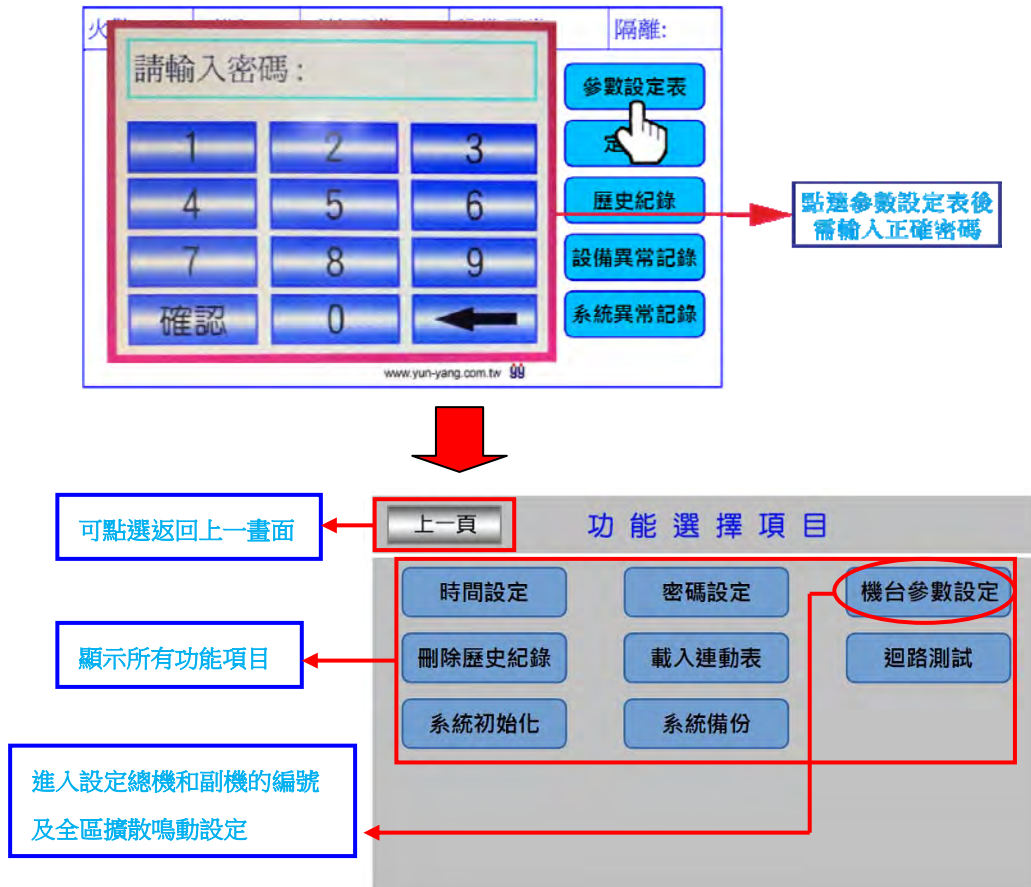 火
隔離:
請輸入密碼:
參數設定表
1 2 3
定
4 5 6
歷史紀錄
點選參數設定表後
需輸入正確密碼
7 8 9
設備異常記錄
確認 0
系統異常記錄
www.yun-yang.com.tw
可點選返回上一畫面
上一頁
功能選擇項目
時間設定
密碼設定
機台參數設定
顯示所有功能項目
刪除歷史紀錄
載入連動表
迴路測試
系統初始化
系統備份
進入設定總機和副機的編號
及全區擴散鳴動設定